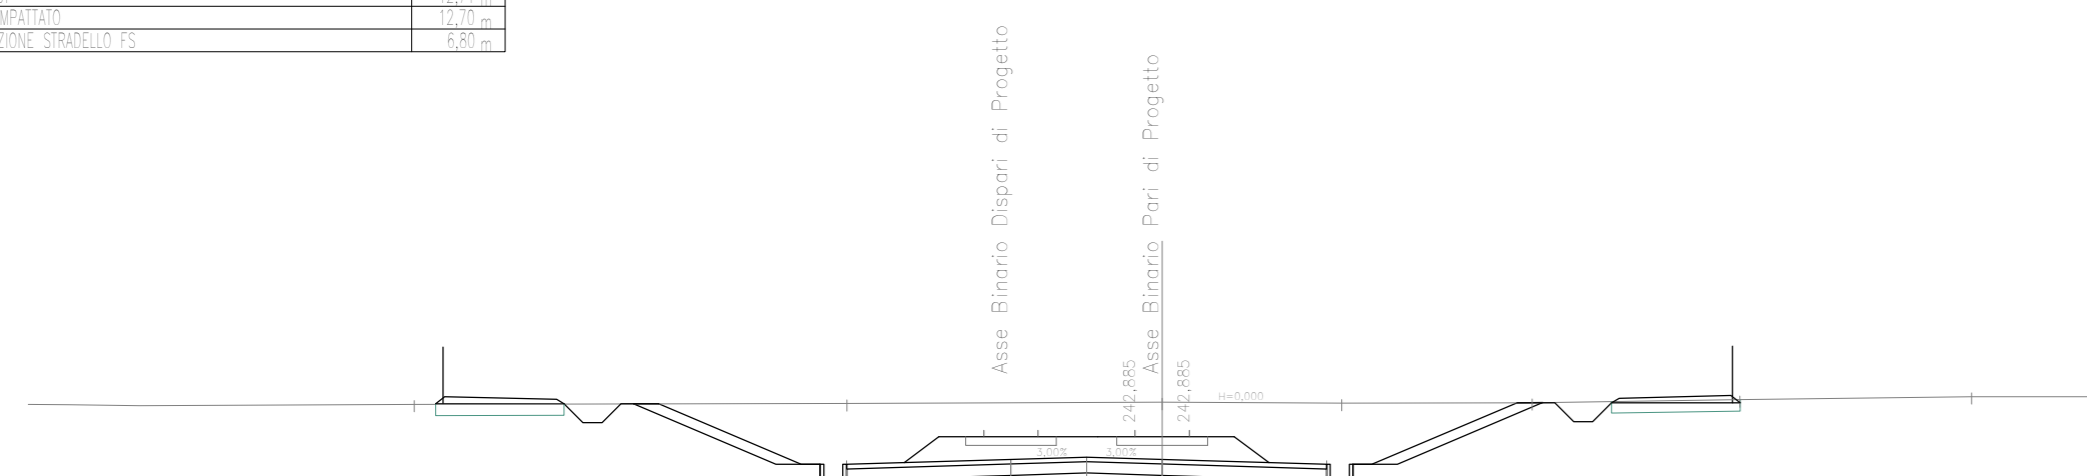 MPATTATO 12,70 m
ZIONE STRADELLO FS 6,80 m
Asse Binario Dispari di Progetto
Asse Binario Pari di Progetto
242,885
242,885
H=0,000
3,00%
3,00%